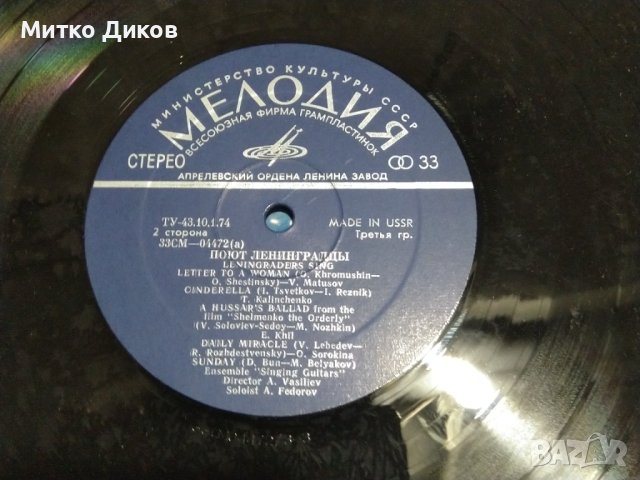 Митко Диков
МИНИСТЕРСТВО КУЛЬТУРЫ СССР
МЕЛОДИЯ
ВСЕСОЮЗНАЯ ФИРМА ГРАМПЛАСТИНОК
СТЕРЕО 33
АПРЕЛЕВСКИЙ ОРДЕНА ЛЕНИНА ЗАВОД
ТУ-43.10.1.74 MADE IN USSR
2 сторона Третья гр.
33СМ—04472(а)
ПОЮТ ЛЕНИНГРАДЦЫ
LENINGRADERS SING
LETTER TO A WOMAN (G. Khromushin—
O. Shestinsky)—V. Matusov
CINDERELLA (I. Tsvetkov—I. Reznik)
T. Kalinchenko
A HUSSAR'S BALLAD from the
film "Shelmenko the Orderly"
(V. Soloviev-Sedoy—M. Nozhkin)
E. Khil
DAILY MIRACLE (V. Lebedev—
R. Rozhdestvensky)—O. Sorokina
SUNDAY (D. Bun—M. Belyakov)
Ensemble "Singing Guitars"
Director A. Vasiliev
Soloist A. Fedorov
BAZAR